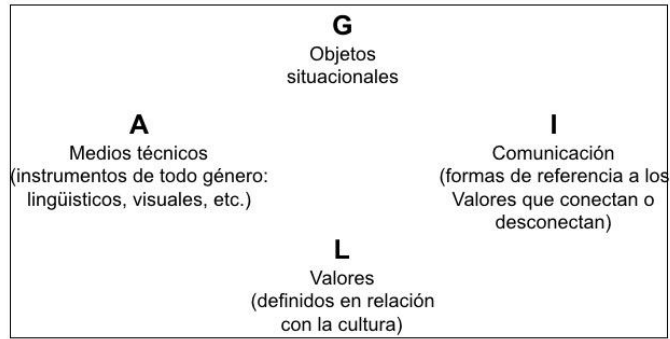 G
Objetos
situacionales
A
Medios técnicos
(instrumentos de todo género:
lingüisticos, visuales, etc.)
I
Comunicación
(formas de referencia a los
Valores que conectan o
desconectan)
L
Valores
(definidos en relación
con la cultura)